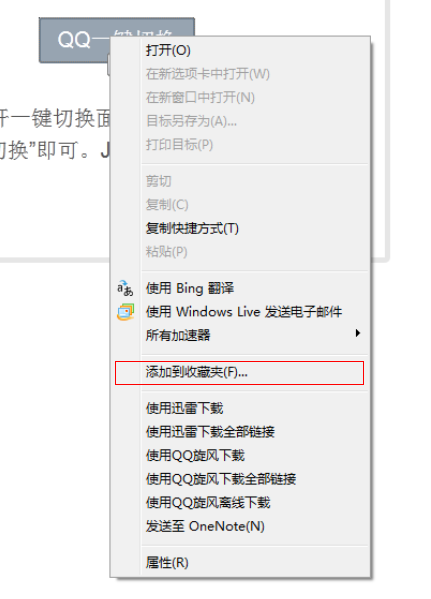 QQ一键切换
打开(O)
在新选项卡中打开(W)
在新窗口中打开(N)
开一键切换面
目标另存为(A)...
打印目标(P)
切换”即可。J
剪切
复制(C)
复制快捷方式(T)
粘贴(P)
使用 Bing 翻译
使用 Windows Live 发送电子邮件
所有加速器
添加到收藏夹(F)...
使用迅雷下载
使用迅雷下载全部链接
使用QQ旋风下载
使用QQ旋风下载全部链接
使用QQ旋风离线下载
发送至 OneNote(N)
属性(R)